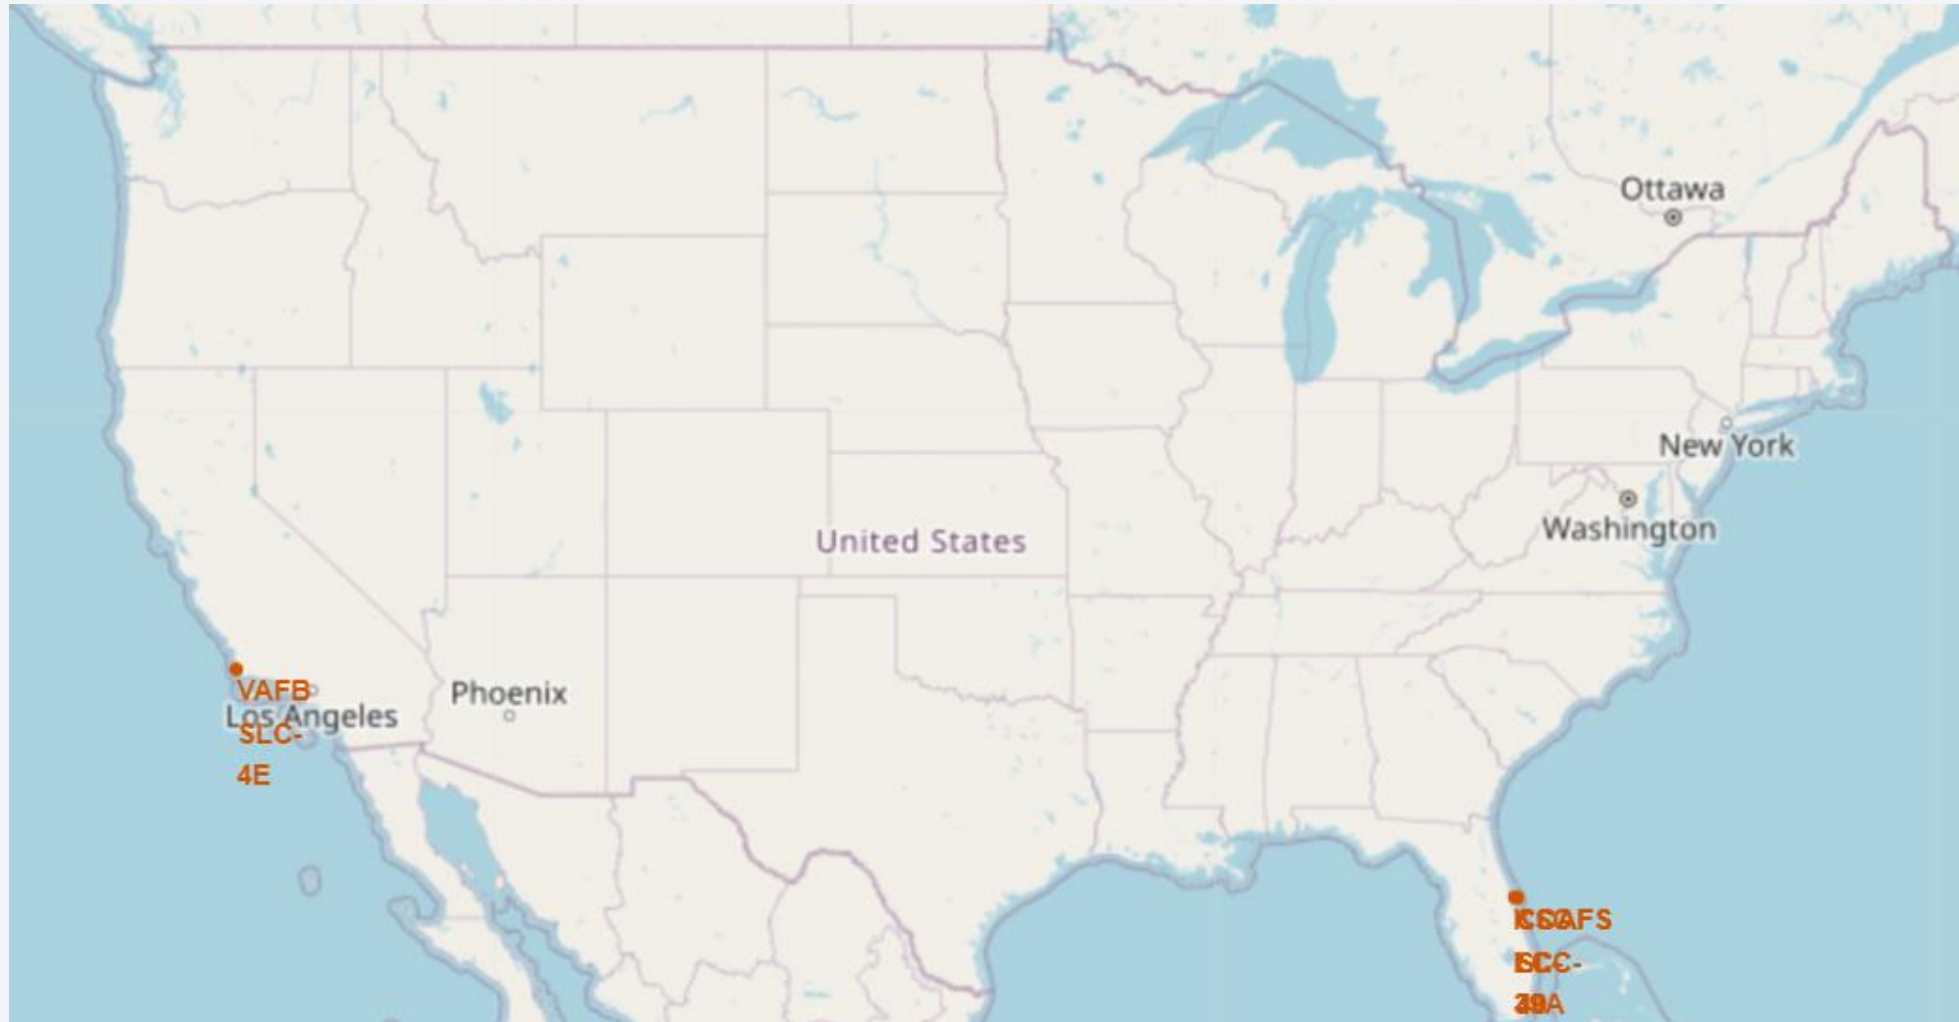 Ottawa
New York
Washington
United States
VAFB
Los Angeles
SLC-
4E
Phoenix